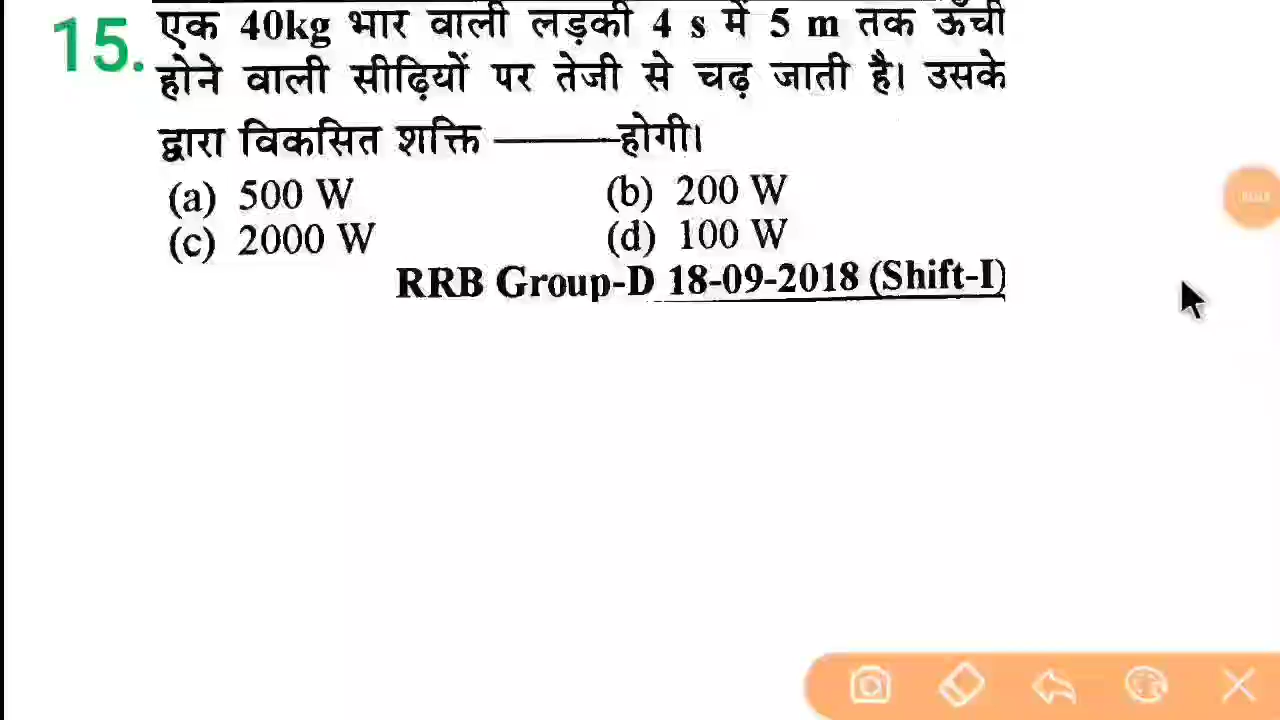 15. एक 40kg भार वाली लड़की 4 s में 5 m तक ऊँची
होने वाली सीढ़ियों पर तेजी से चढ़ जाती है। उसके
द्वारा विकसित शक्ति ———होगी।
(a) 500 W (b) 200 W
(c) 2000 W (d) 100 W
RRB Group-D 18-09-2018 (Shift-I)